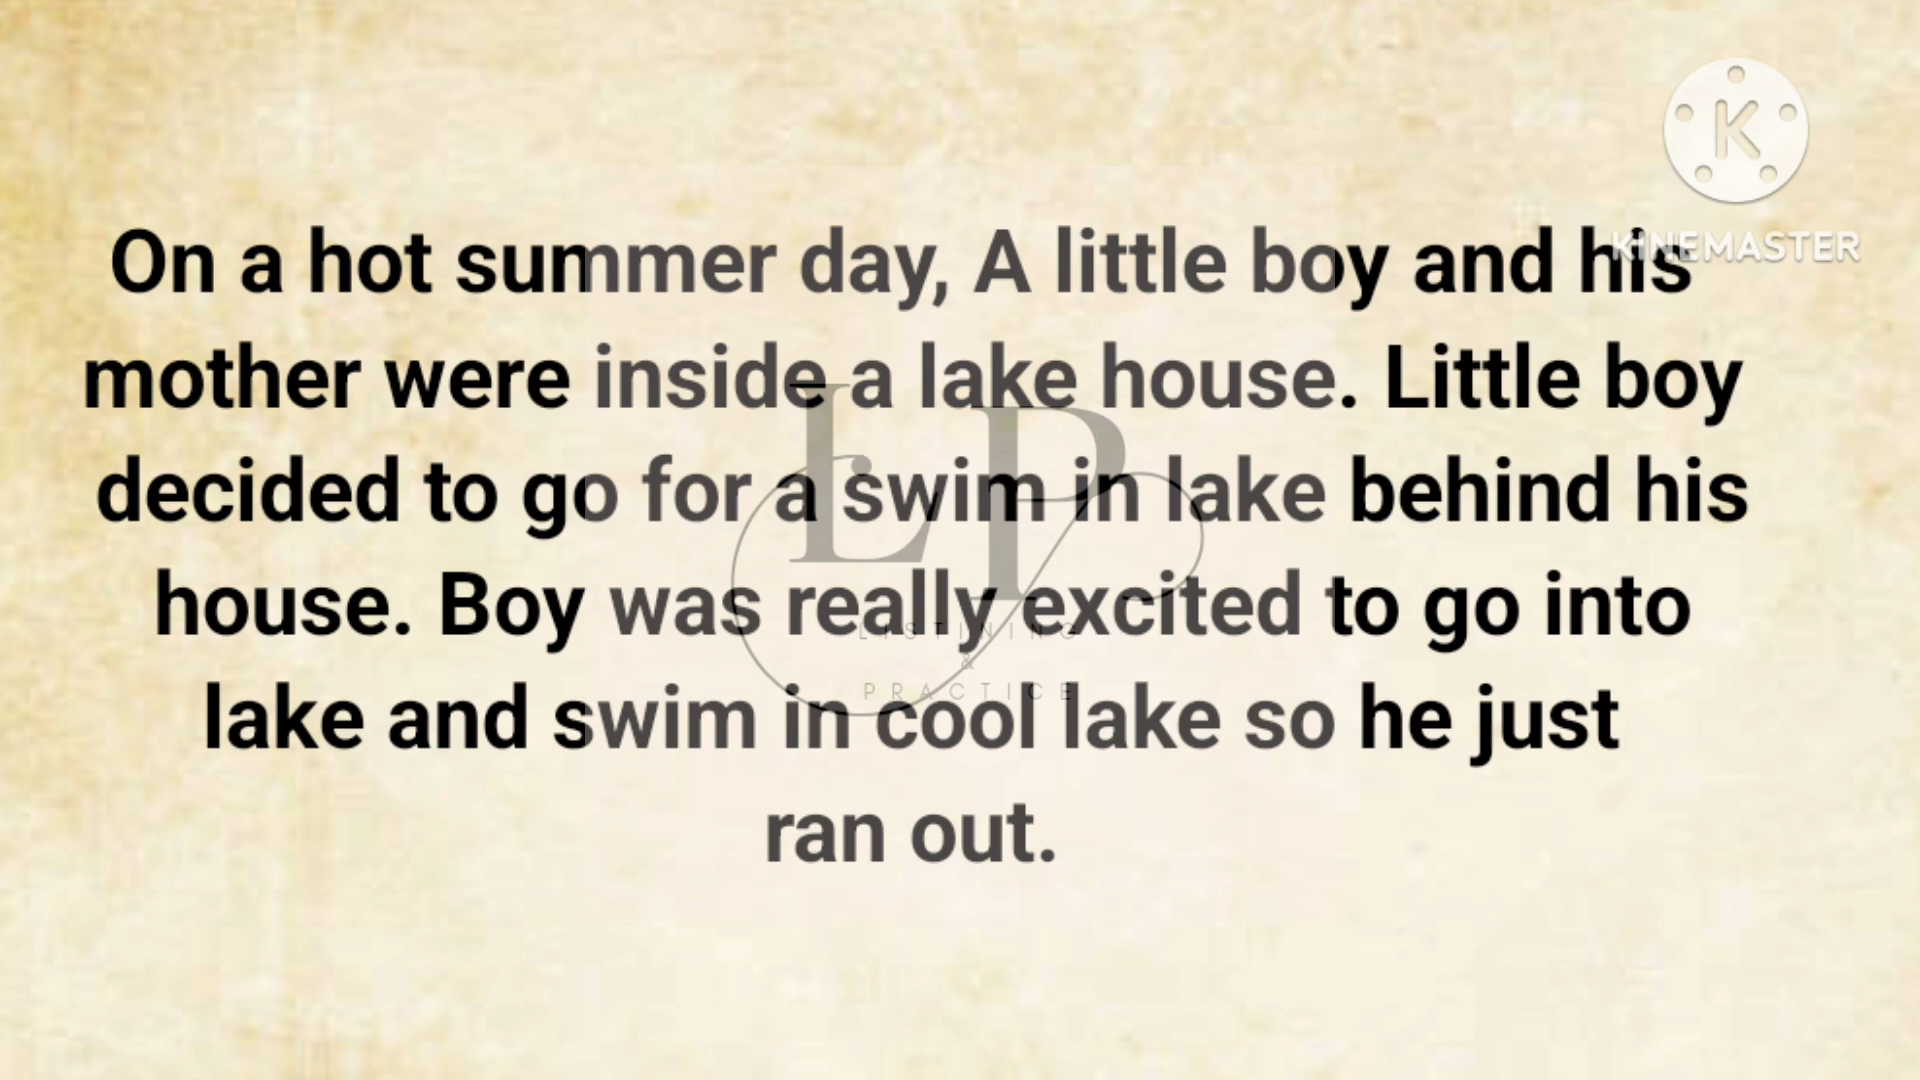 On a hot summer day, A little boy and his
mother were inside a lake house. Little boy
decided to go for a swim in lake behind his
house. Boy was really excited to go into
lake and swim in cool lake so he just
ran out.
K
KINEMASTER
LP
LISTINING
&
PRACTICE